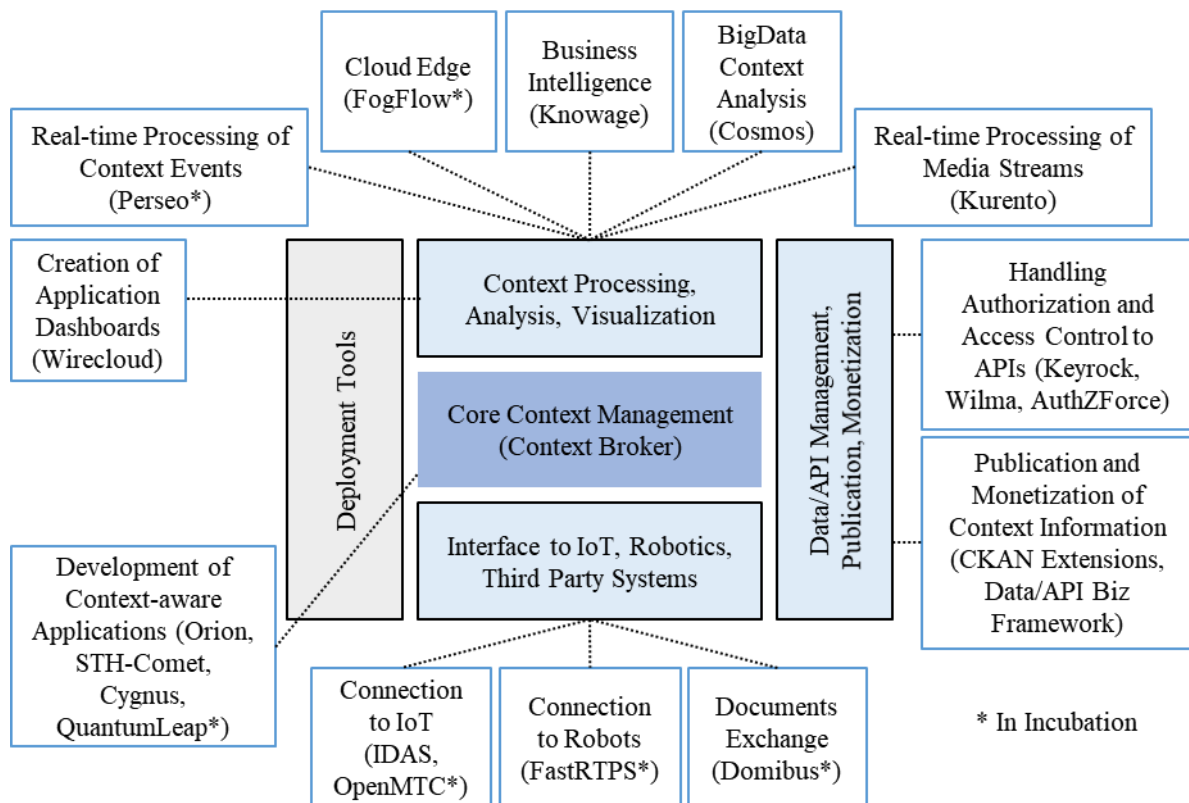 Cloud Edge
(FogFlow*)
Business
Intelligence
(Knowage)
BigData
Context
Analysis
(Cosmos)
Real-time Processing of
Context Events
(Perseo*)
Real-time Processing of
Media Streams
(Kurento)
Creation of
Application
Dashboards
(Wirecloud)
Deployment Tools
Context Processing,
Analysis, Visualization
Core Context Management
(Context Broker)
Interface to IoT, Robotics,
Third Party Systems
Data/API Management,
Publication, Monetization
Handling
Authorization and
Access Control to
APIs (Keyrock,
Wilma, AuthZForce)
Publication and
Monetization of
Context Information
(CKAN Extensions,
Data/API Biz
Framework)
Development of
Context-aware
Applications (Orion,
STH-Comet,
Cygnus,
QuantumLeap*)
Connection
to IoT
(IDAS,
OpenMTC*)
Connection
to Robots
(FastRTPS*)
Documents
Exchange
(Domibus*)
* In Incubation